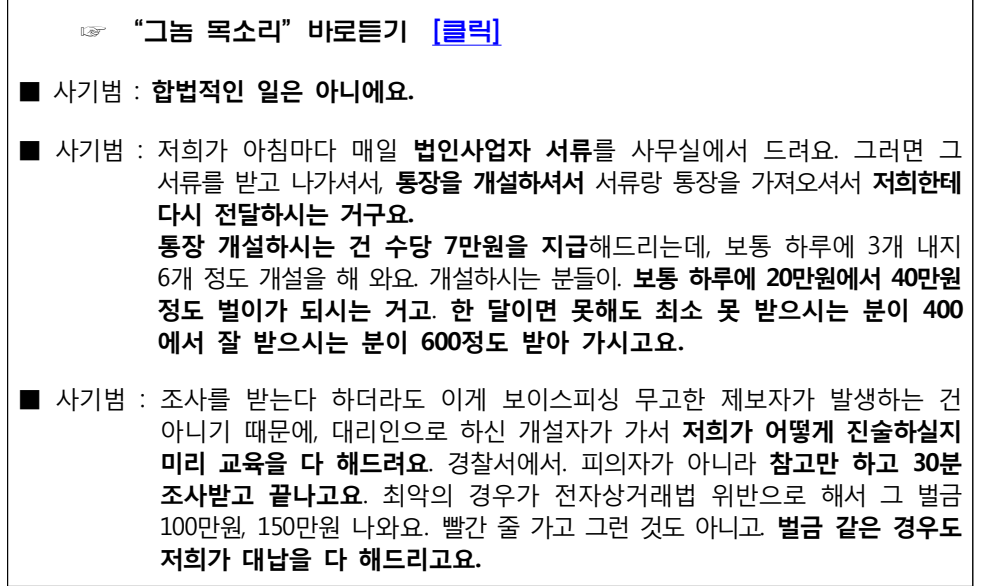 ☞ “그놈 목소리” 바로듣기 [클릭]
■ 사기범 : 합법적인 일은 아니에요.
■ 사기범 : 저희가 아침마다 매일 법인사업자 서류를 사무실에서 드려요. 그러면 그
서류를 받고 나가셔서, 통장을 개설하셔서 서류랑 통장을 가져오셔서 저희한테
다시 전달하시는 거구요.
통장 개설하시는 건 수당 7만원을 지급해드리는데, 보통 하루에 3개 내지
6개 정도 개설을 해 와요. 개설하시는 분들이. 보통 하루에 20만원에서 40만원
정도 벌이가 되시는 거고. 한 달이면 못해도 최소 못 받으시는 분이 400
에서 잘 받으시는 분이 600정도 받아 가시고요.
■ 사기범 : 조사를 받는다 하더라도 이게 보이스피싱 무고한 제보자가 발생하는 건
아니기 때문에, 대리인으로 하신 개설자가 가서 저희가 어떻게 진술하실지
미리 교육을 다 해드려요. 경찰서에서. 피의자가 아니라 참고만 하고 30분
조사받고 끝나고요. 최악의 경우가 전자상거래법 위반으로 해서 그 벌금
100만원, 150만원 나와요. 빨간 줄 가고 그런 것도 아니고. 벌금 같은 경우도
저희가 대납을 다 해드리고요.